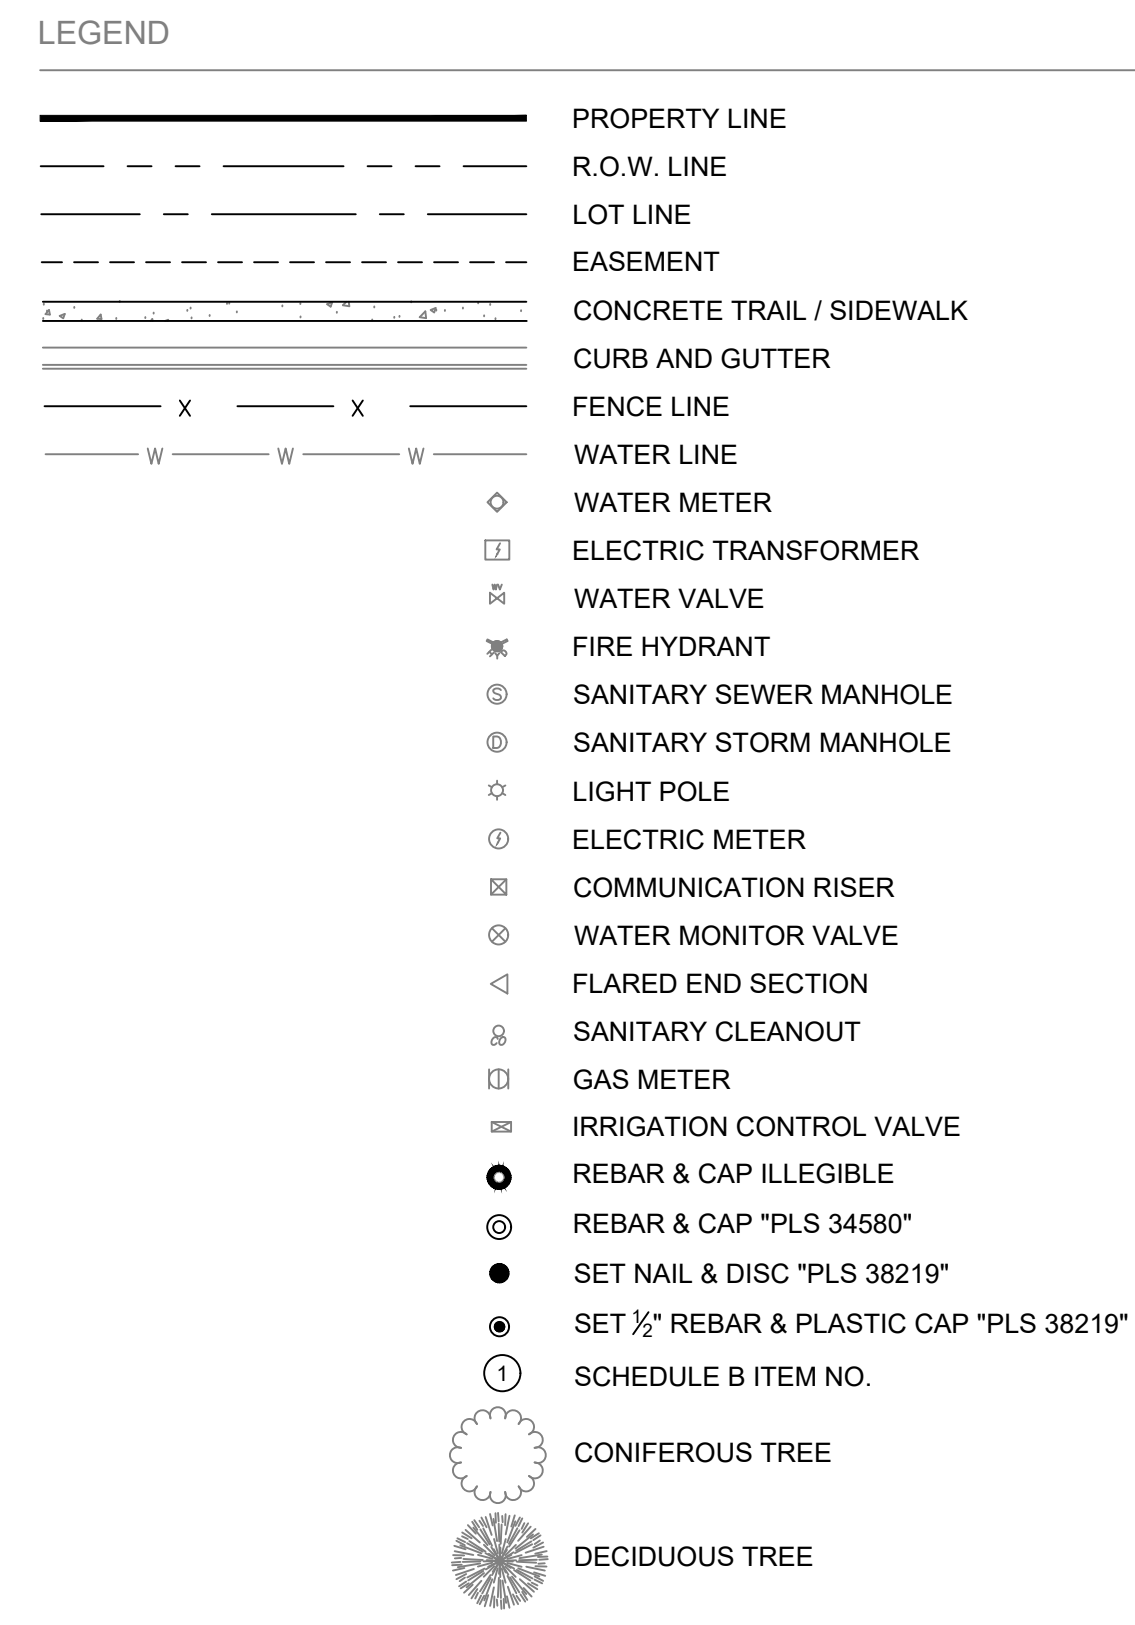 LEGEND
PROPERTY LINE
R.O.W. LINE
LOT LINE
EASEMENT
CONCRETE TRAIL / SIDEWALK
CURB AND GUTTER
X X FENCE LINE
W W W WATER LINE
WATER METER
ELECTRIC TRANSFORMER
WV WATER VALVE
FIRE HYDRANT
S SANITARY SEWER MANHOLE
D SANITARY STORM MANHOLE
LIGHT POLE
ELECTRIC METER
COMMUNICATION RISER
WATER MONITOR VALVE
FLARED END SECTION
SANITARY CLEANOUT
GAS METER
IRRIGATION CONTROL VALVE
REBAR & CAP ILLEGIBLE
REBAR & CAP "PLS 34580"
SET NAIL & DISC "PLS 38219"
SET ½" REBAR & PLASTIC CAP "PLS 38219"
1 SCHEDULE B ITEM NO.
CONIFEROUS TREE
DECIDUOUS TREE